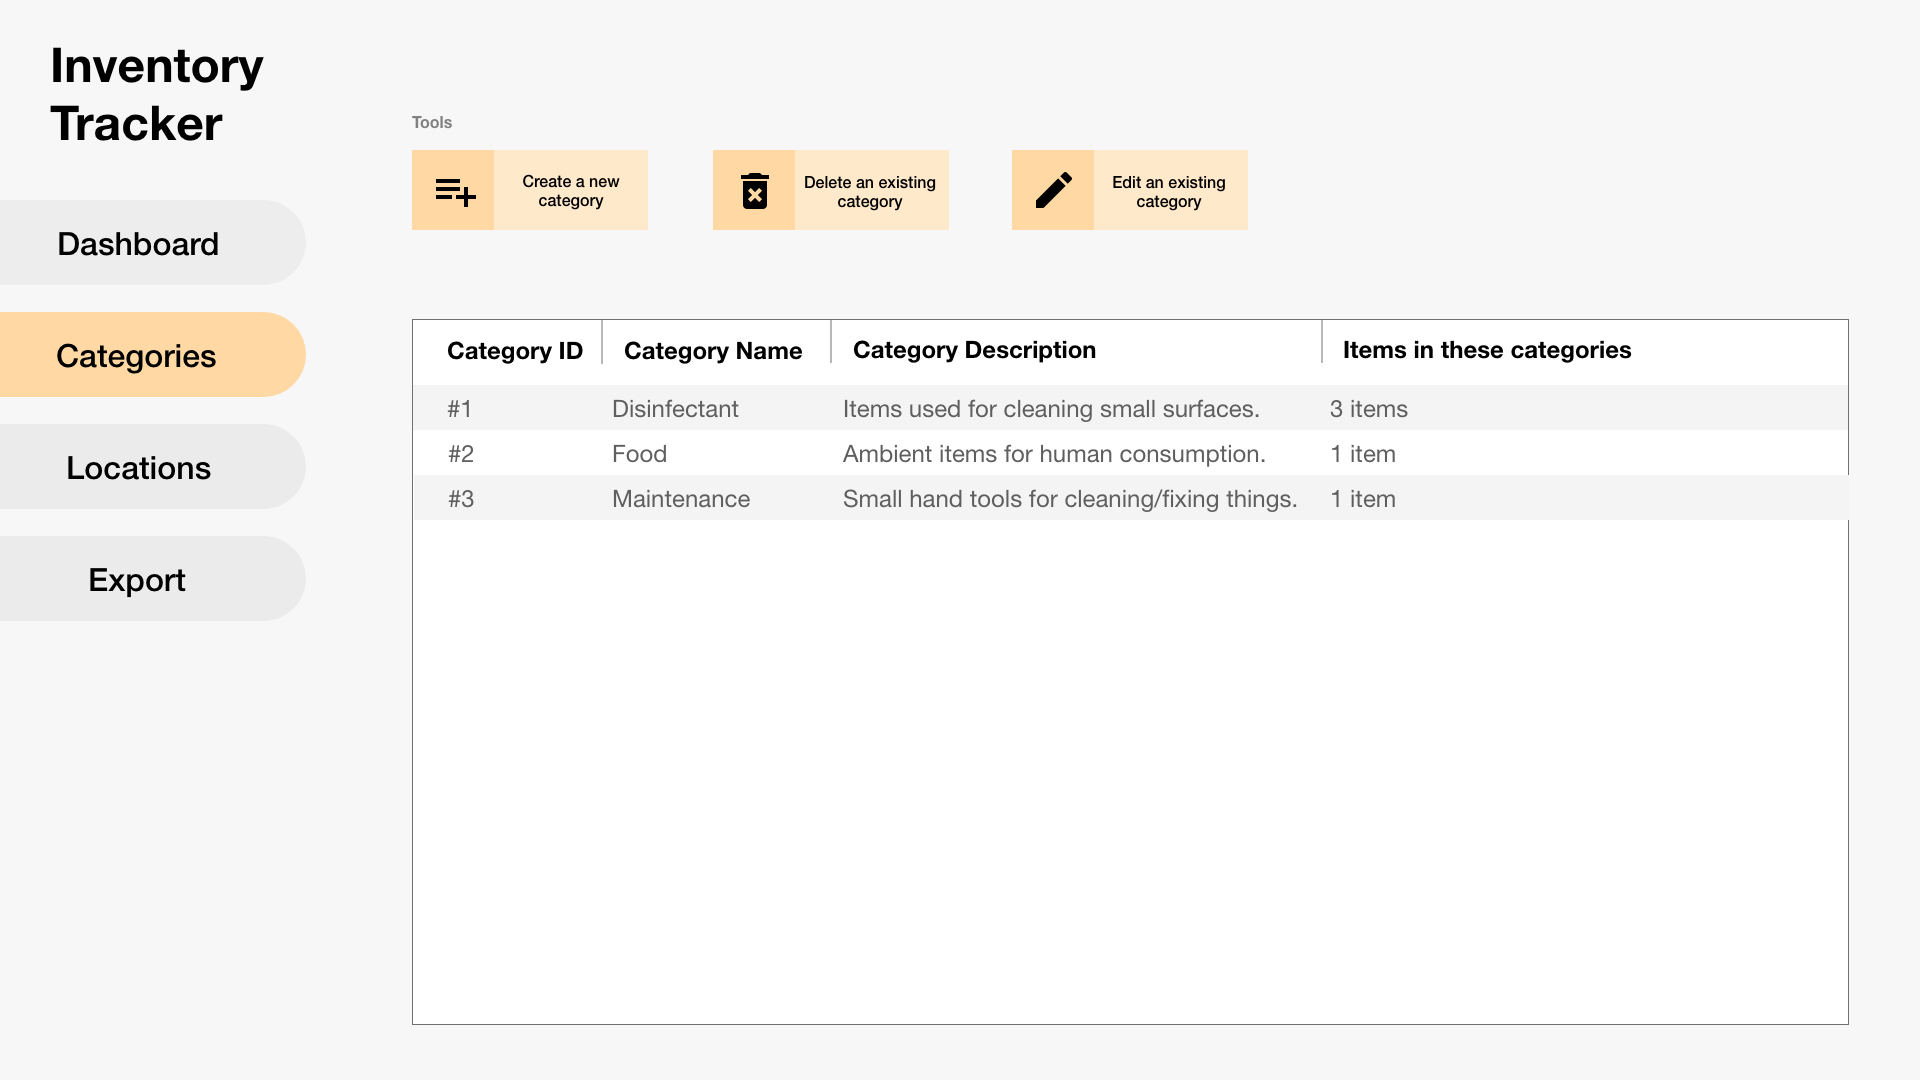 Inventory
Tracker
Dashboard
Categories
Locations
Export
Tools
Create a new
category
Delete an existing
category
Edit an existing
category
Category ID Category Name Category Description Items in these categories
#1 Disinfectant Items used for cleaning small surfaces. 3 items
#2 Food Ambient items for human consumption. 1 item
#3 Maintenance Small hand tools for cleaning/fixing things. 1 item